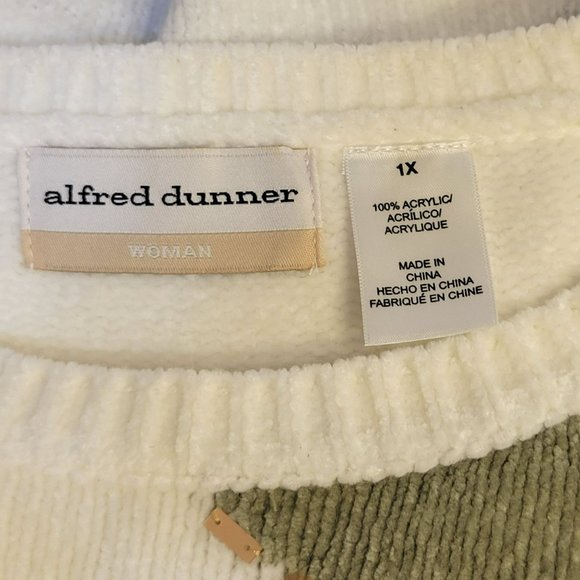 alfred dunner
WOMAN
1X
100% ACRYLIC/
ACRÍLICO/
ACRYLIQUE
MADE IN
CHINA
HECHO EN CHINA
FABRIQUÉ EN CHINE